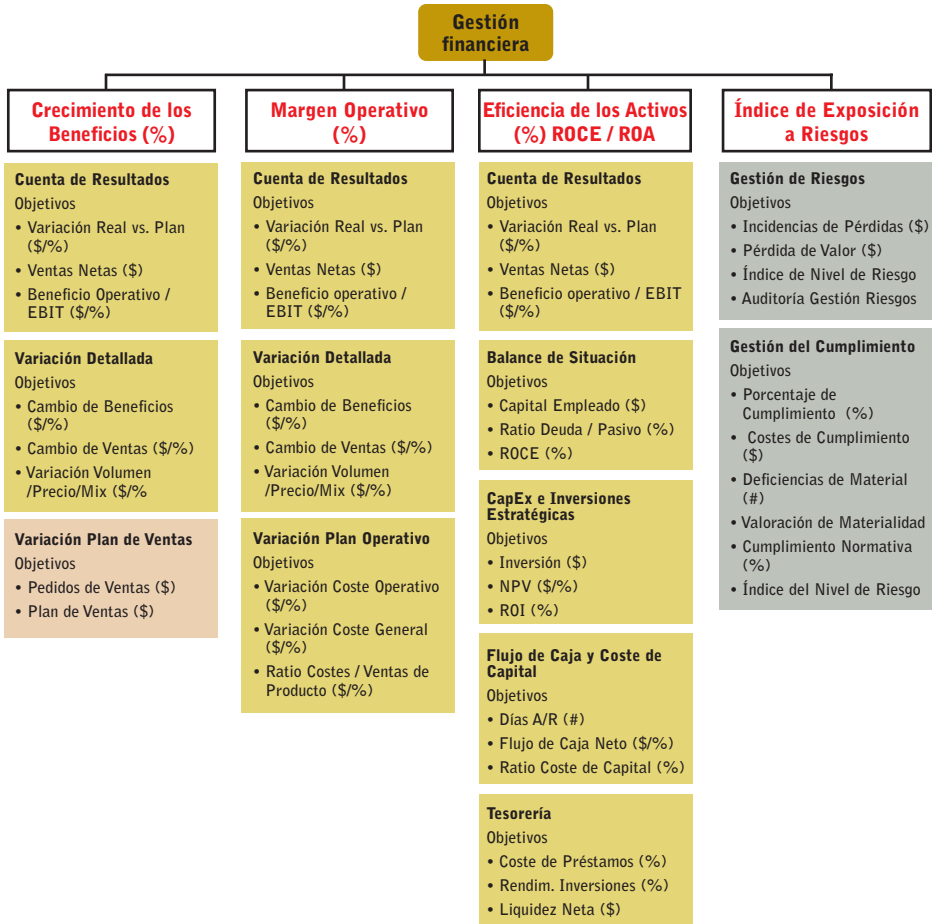 Gestión
financiera
Crecimiento de los
Beneficios (%)
Cuenta de Resultados
Objetivos
• Variación Real vs. Plan
($/%)
• Ventas Netas ($)
• Beneficio Operativo /
EBIT ($/%)
Variación Detallada
Objetivos
• Cambio de Beneficios
($/%)
• Cambio de Ventas ($/%)
• Variación Volumen
/Precio/Mix ($/%
Variación Plan de Ventas
Objetivos
• Pedidos de Ventas ($)
• Plan de Ventas ($)
Margen Operativo
(%)
Cuenta de Resultados
Objetivos
• Variación Real vs. Plan
($/%)
• Ventas Netas ($)
• Beneficio operativo /
EBIT ($/%)
Variación Detallada
Objetivos
• Cambio de Beneficios
($/%)
• Cambio de Ventas ($/%)
• Variación Volumen
/Precio/Mix ($/%)
Variación Plan Operativo
Objetivos
• Variación Coste Operativo
($/%)
• Variación Coste General
($/%)
• Ratio Costes / Ventas de
Producto ($/%)
Eficiencia de los Activos
(%) ROCE / ROA
Cuenta de Resultados
Objetivos
• Variación Real vs. Plan
($/%)
• Ventas Netas ($)
• Beneficio operativo / EBIT
($/%)
Balance de Situación
Objetivos
• Capital Empleado ($)
• Ratio Deuda / Pasivo (%)
• ROCE (%)
CapEx e Inversiones
Estratégicas
Objetivos
• Inversión ($)
• NPV ($/%)
• ROI (%)
Flujo de Caja y Coste de
Capital
Objetivos
• Días A/R (#)
• Flujo de Caja Neto ($/%)
• Ratio Coste de Capital (%)
Tesorería
Objetivos
• Coste de Préstamos (%)
• Rendim. Inversiones (%)
• Liquidez Neta ($)
Índice de Exposición
a Riesgos
Gestión de Riesgos
Objetivos
• Incidencias de Pérdidas ($)
• Pérdida de Valor ($)
• Índice de Nivel de Riesgo
• Auditoría Gestión Riesgos
Gestión del Cumplimiento
Objetivos
• Porcentaje de
Cumplimiento (%)
• Costes de Cumplimiento
($)
• Deficiencias de Material
(#)
• Valoración de Materialidad
• Cumplimiento Normativa
(%)
• Índice del Nivel de Riesgo